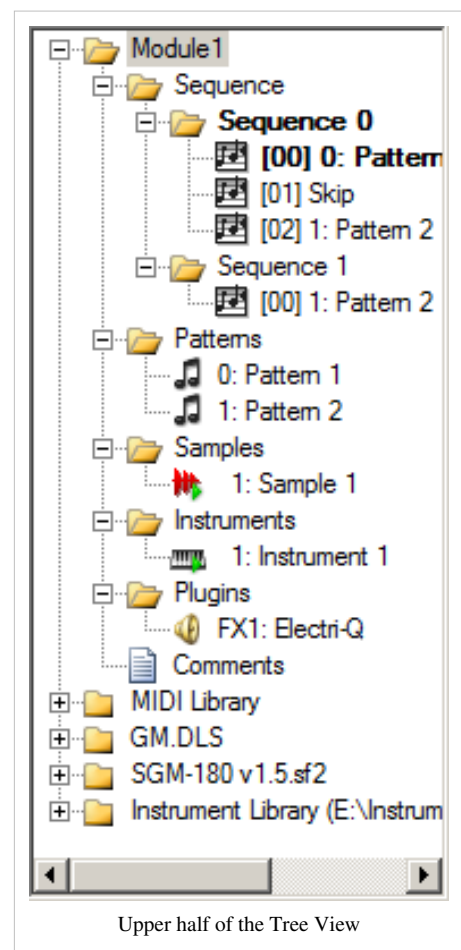 Module1
Sequence
Sequence 0
[00] 0: Pattern
[01] Skip
[02] 1: Pattern 2
Sequence 1
[00] 1: Pattern 2
Patterns
0: Pattern 1
1: Pattern 2
Samples
1: Sample 1
Instruments
1: Instrument 1
Plugins
FX1: Electri-Q
Comments
MIDI Library
GM.DLS
SGM-180 v1.5.sf2
Instrument Library (E:\Instrum
Upper half of the Tree View